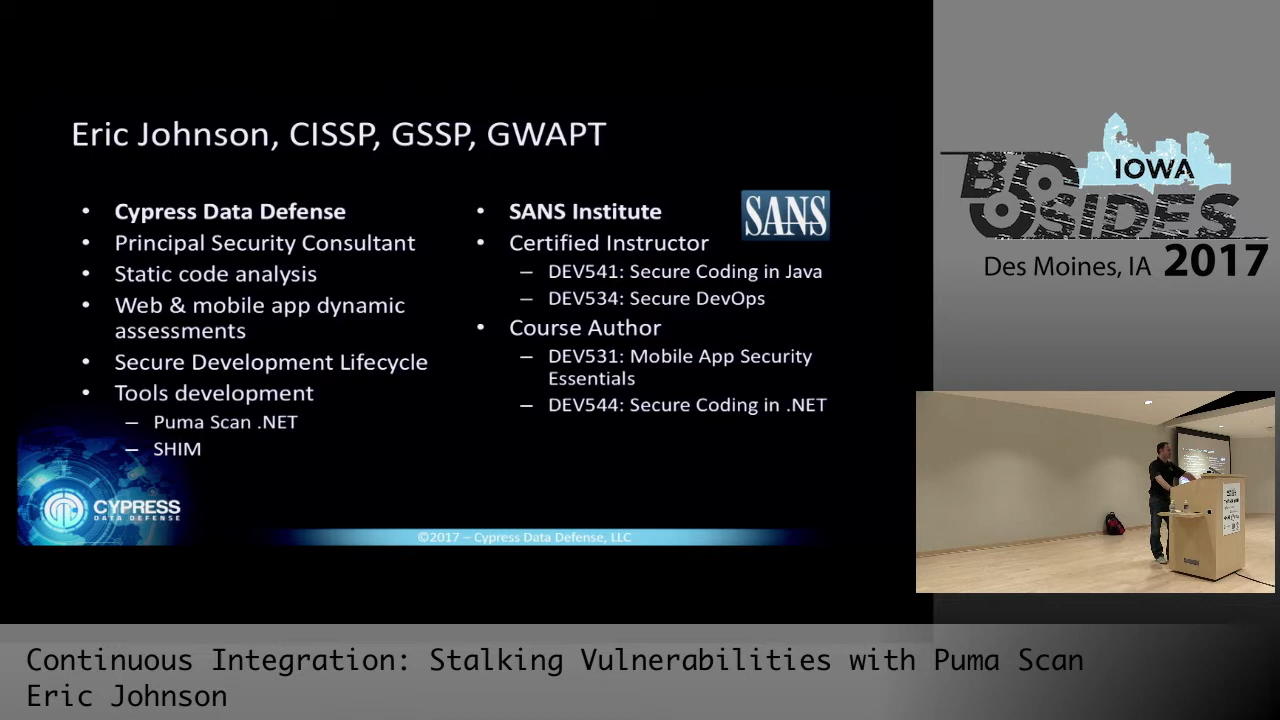 Eric Johnson, CISSP, GSSP, GWAPT
• Cypress Data Defense
• Principal Security Consultant
• Static code analysis
• Web & mobile app dynamic
assessments
• Secure Development Lifecycle
• Tools development
– Puma Scan .NET
– SHIM
• SANS Institute
SANS
• Certified Instructor
– DEV541: Secure Coding in Java
– DEV534: Secure DevOps
• Course Author
– DEV531: Mobile App Security
Essentials
– DEV544: Secure Coding in .NET
CYPRESS
DATA DEFENSE
©2017 – Cypress Data Defense, LLC
IOWA
BSIDES
Des Moines, IA 2017
Continuous Integration: Stalking Vulnerabilities with Puma Scan
Eric Johnson